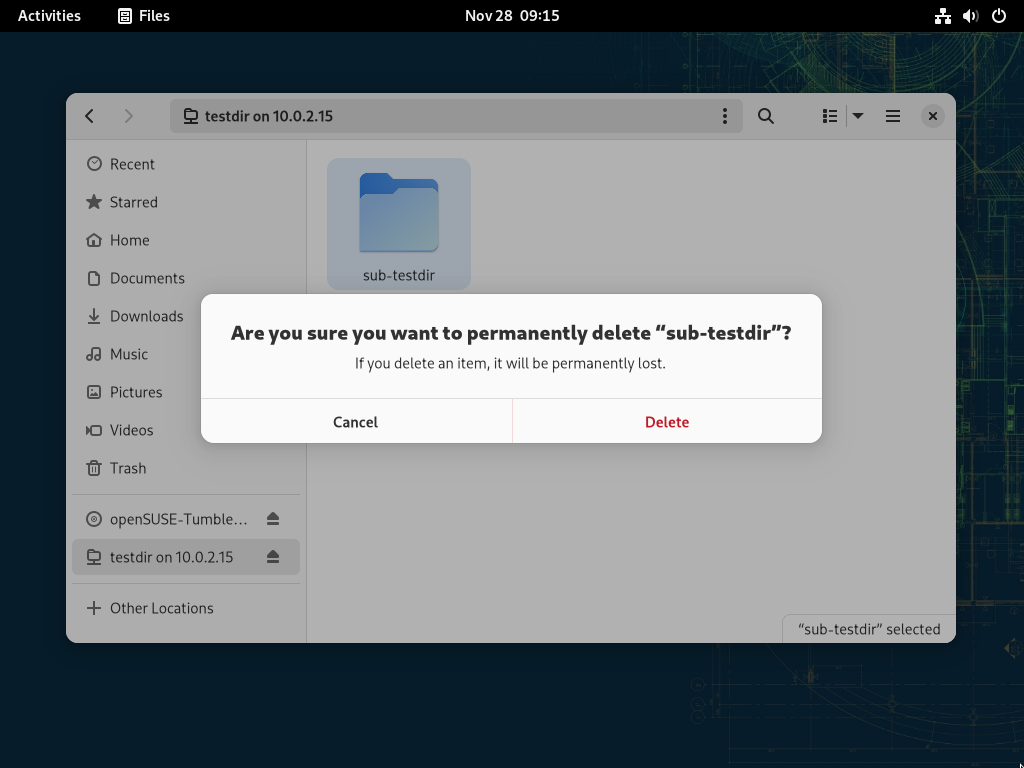 Activities Files Nov 28 09:15
testdir on 10.0.2.15
Recent
Starred
Home
Documents
Downloads
Music
Pictures
Videos
Trash
openSUSE-Tumble…
testdir on 10.0.2.15
Other Locations
sub-testdir
Are you sure you want to permanently delete “sub-testdir”?
If you delete an item, it will be permanently lost.
Cancel Delete
“sub-testdir” selected